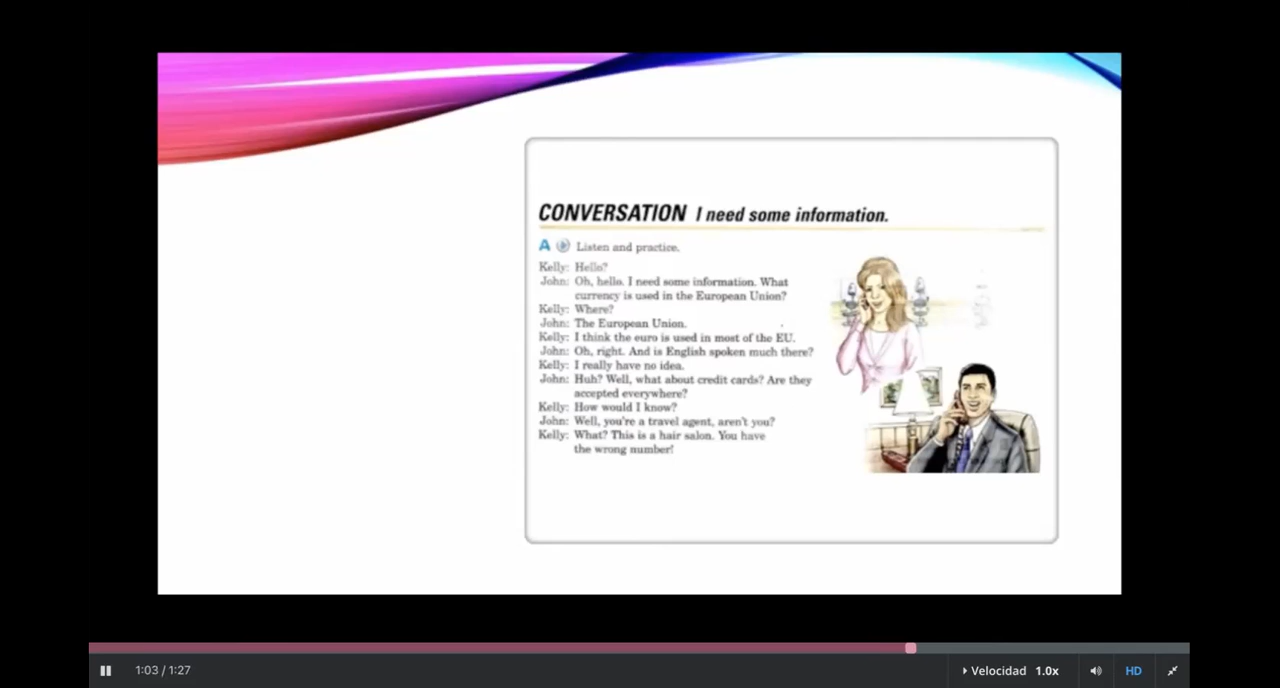 CONVERSATION I need some information.
A Listen and practice.
Kelly: Hello?
John: Oh, hello. I need some information. What
currency is used in the European Union?
Kelly: Where?
John: The European Union.
Kelly: I think the euro is used in most of the EU.
John: Oh, right. And is English spoken much there?
Kelly: I really have no idea.
John: Huh? Well, what about credit cards? Are they
accepted everywhere?
Kelly: How would I know?
John: Well, you're a travel agent, aren't you?
Kelly: What? This is a hair salon. You have
the wrong number!
1:03 / 1:27 Velocidad 1.0x HD